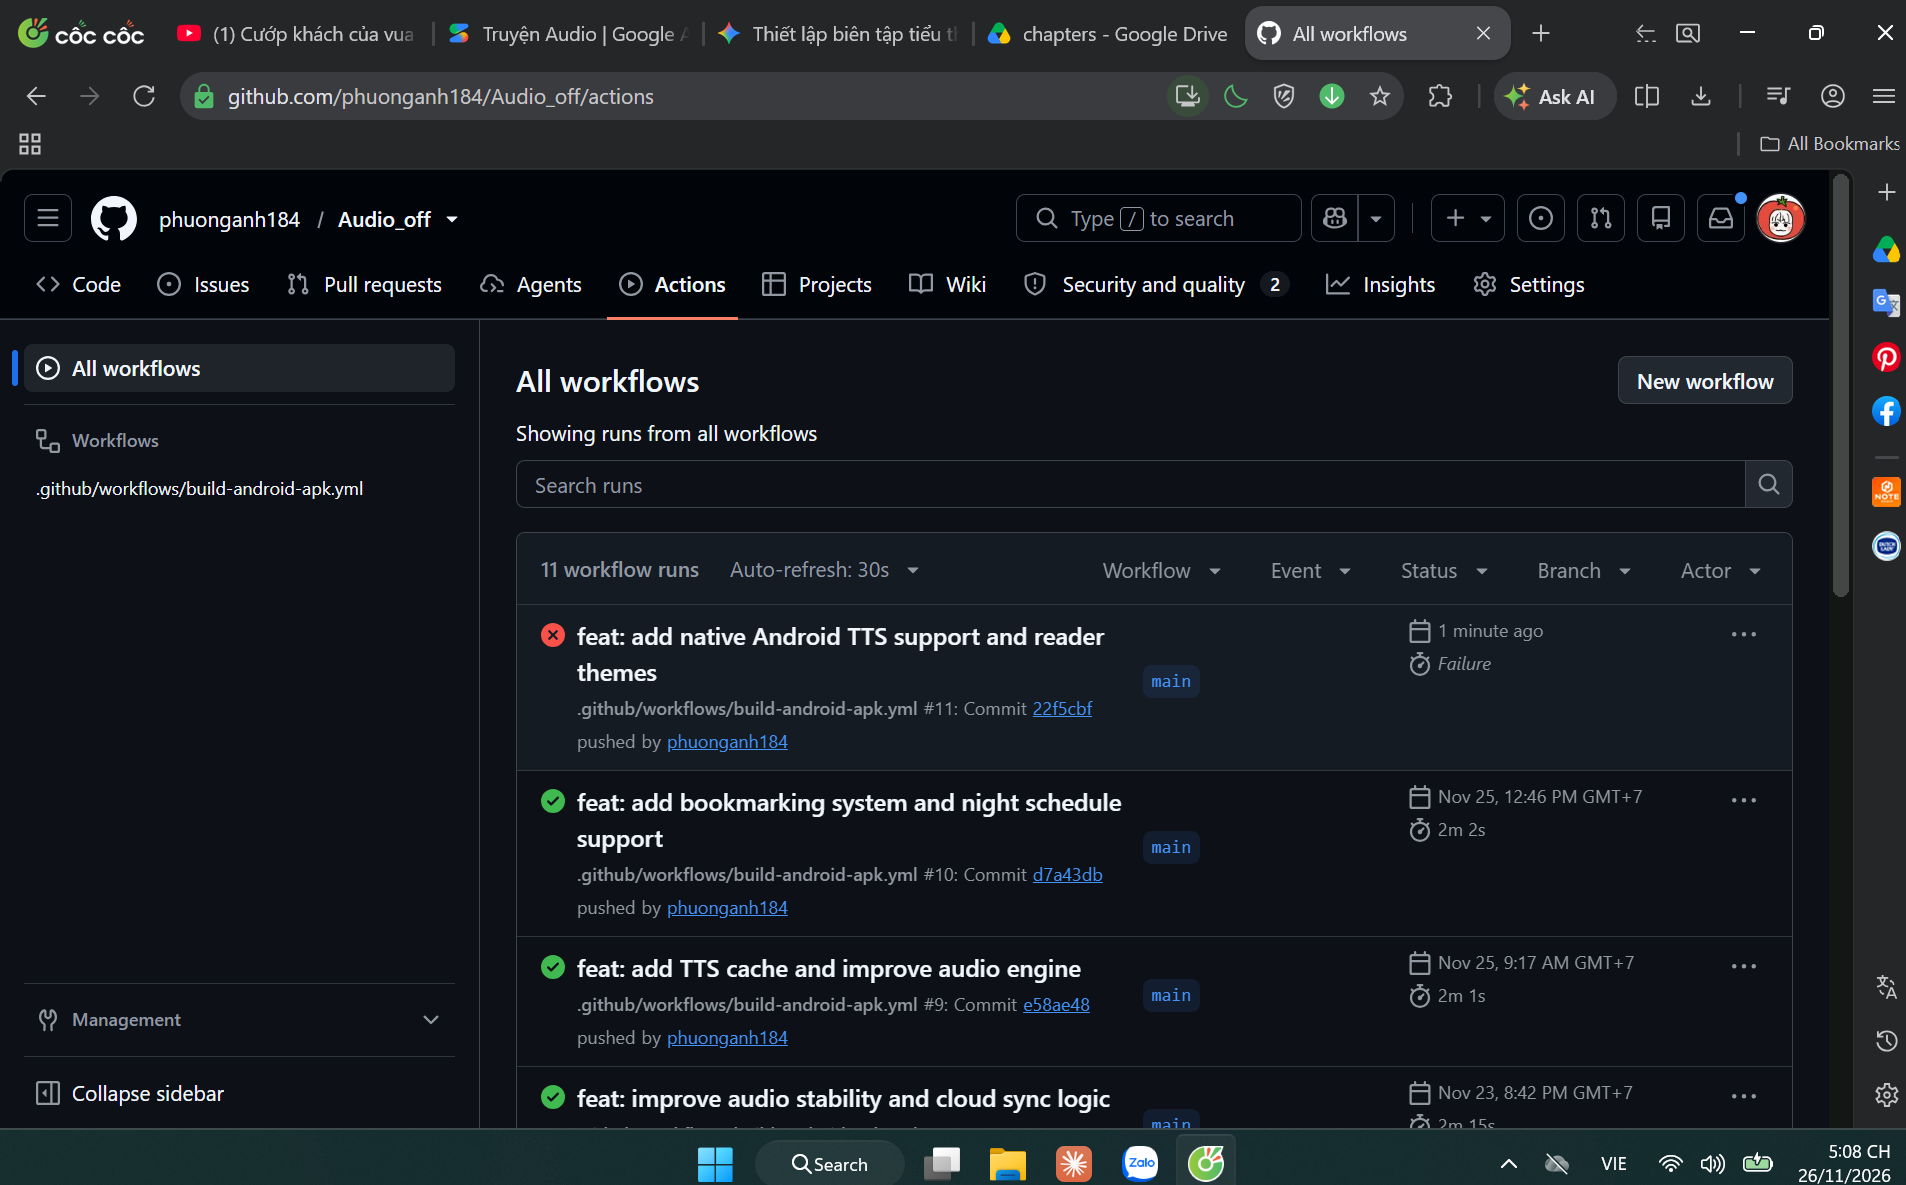 cốc cốc
(1) Cướp khách của vua
Truyện Audio | Google A
Thiết lập biên tập tiểu th
chapters - Google Drive
All workflows
github.com/phuonganh184/Audio_off/actions
Ask AI
All Bookmarks
phuonganh184 / Audio_off
Type / to search
Code
Issues
Pull requests
Agents
Actions
Projects
Wiki
Security and quality 2
Insights
Settings
All workflows
Workflows
.github/workflows/build-android-apk.yml
Management
Collapse sidebar
All workflows
New workflow
Showing runs from all workflows
Search runs
11 workflow runs
Auto-refresh: 30s
Workflow
Event
Status
Branch
Actor
feat: add native Android TTS support and reader
themes
.github/workflows/build-android-apk.yml #11: Commit 22f5cbf
pushed by phuonganh184
main
1 minute ago
Failure
feat: add bookmarking system and night schedule
support
.github/workflows/build-android-apk.yml #10: Commit d7a43db
pushed by phuonganh184
main
Nov 25, 12:46 PM GMT+7
2m 2s
feat: add TTS cache and improve audio engine
.github/workflows/build-android-apk.yml #9: Commit e58ae48
pushed by phuonganh184
main
Nov 25, 9:17 AM GMT+7
2m 1s
feat: improve audio stability and cloud sync logic
main
Nov 23, 8:42 PM GMT+7
2m 15s
NOTE
Search
Zalo
VIE
5:08 CH
26/11/2026